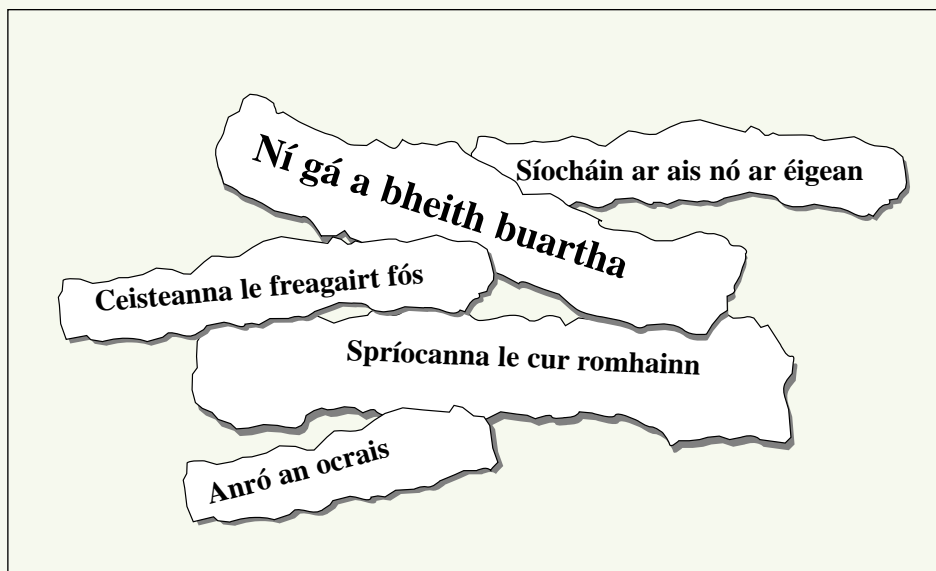 Ní gá a bheith buartha
Síocháin ar ais nó ar éigean
Ceisteanna le freagairt fós
Spríocanna le cur romhainn
Anró an ocrais